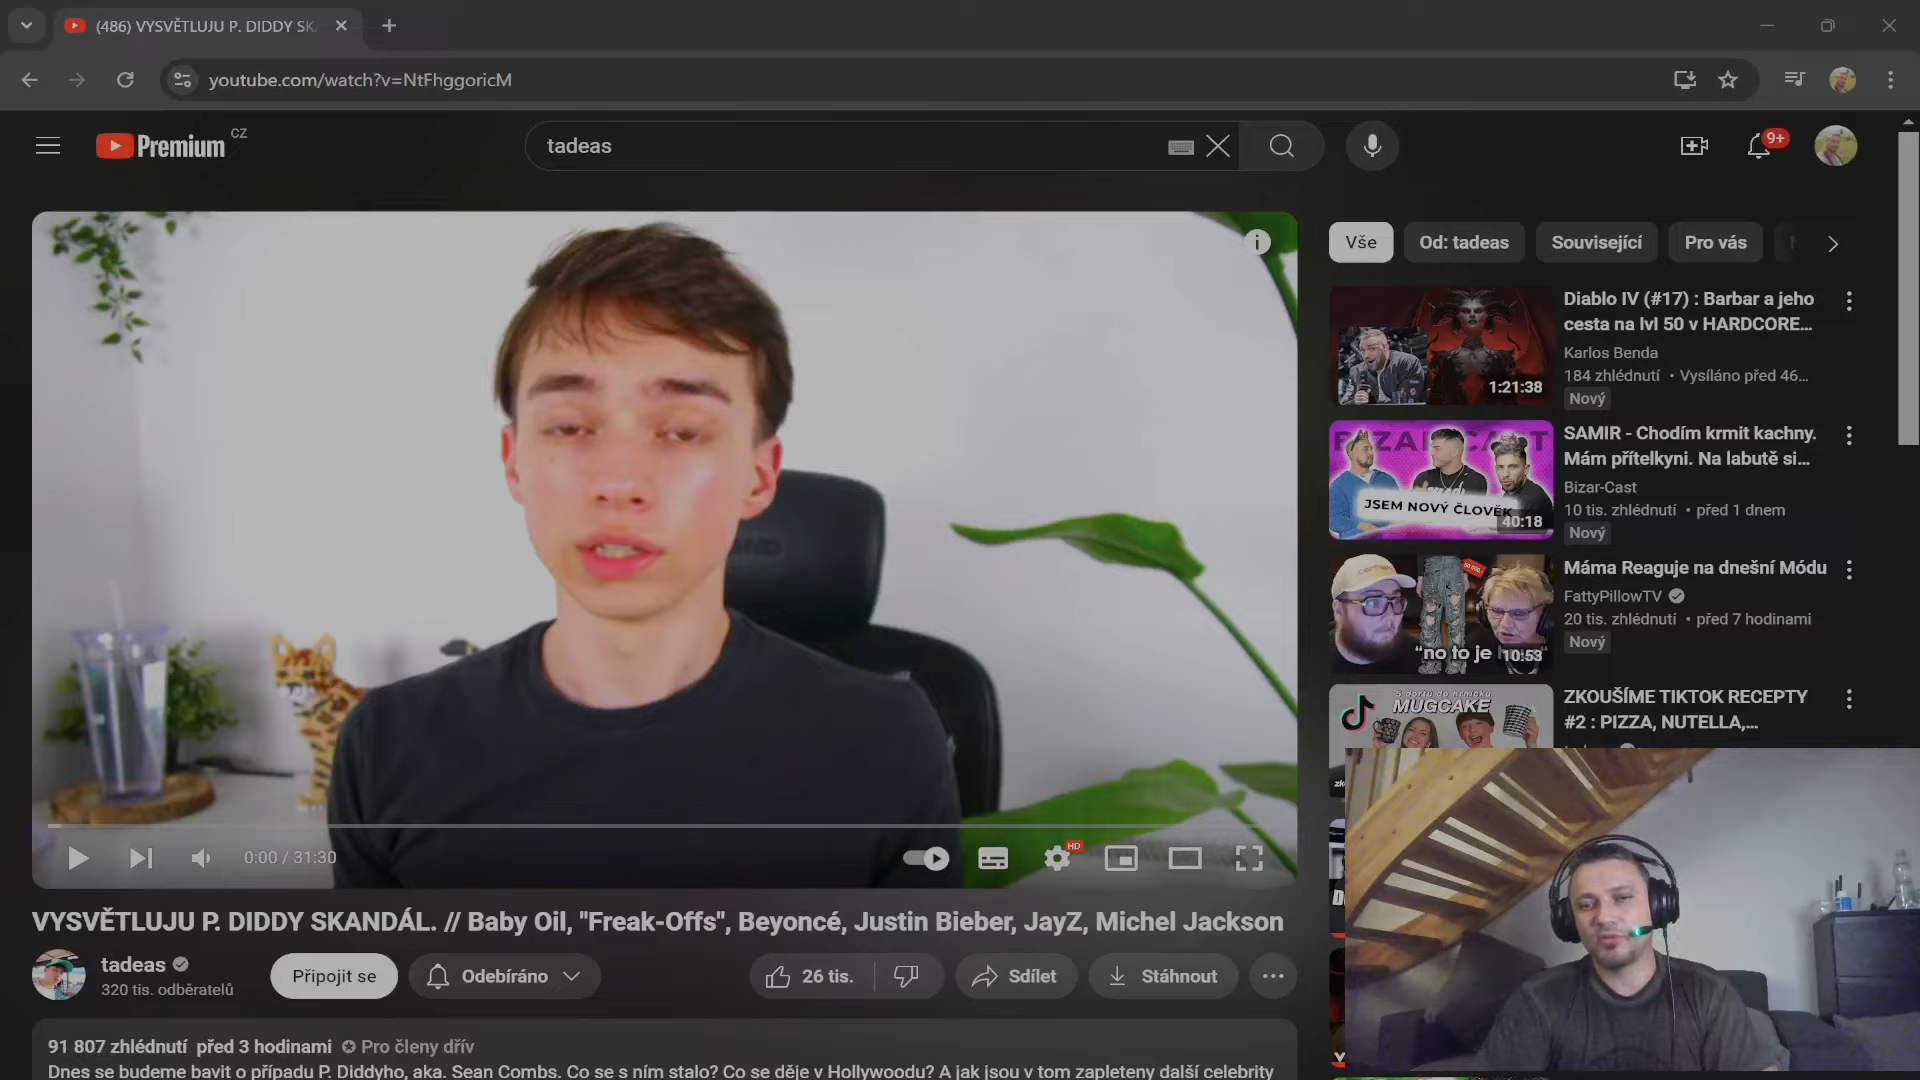 (486) VYSVĚTLUJU P. DIDDY SK
youtube.com/watch?v=NtFhggoricM
Premium CZ
tadeas
9+
Vše
Od: tadeas
Související
Pro vás
Diablo IV (#17) : Barbar a jeho
cesta na lvl 50 v HARDCORE...
Karlos Benda
184 zhlédnutí • Vysíláno před 46...
Nový
1:21:38
SAMIR - Chodím krmit kachny.
Mám přítelkyni. Na labutě si...
Bizar-Cast
10 tis. zhlédnutí • před 1 dnem
Nový
JSEM NOVÝ ČLOVĚK
40:18
Máma Reaguje na dnešní Módu
FattyPillowTV
20 tis. zhlédnutí • před 7 hodinami
Nový
"no to je
10:53
ZKOUŠÍME TIKTOK RECEPTY
#2 : PIZZA, NUTELLA,...
5 dortů do hrníčku
MUGCAKE
0:00 / 31:30
HD
VYSVĚTLUJU P. DIDDY SKANDÁL. // Baby Oil, "Freak-Offs", Beyoncé, Justin Bieber, JayZ, Michel Jackson
tadeas
320 tis. odběratelů
Připojit se
Odebíráno
26 tis.
Sdílet
Stáhnout
91 807 zhlédnutí před 3 hodinami Pro členy dřív
Dnes se budeme bavit o případu P. Diddyho, aka. Sean Combs. Co se s ním stalo? Co se děje v Hollywoodu? A jak jsou v tom zapleteny další celebrity